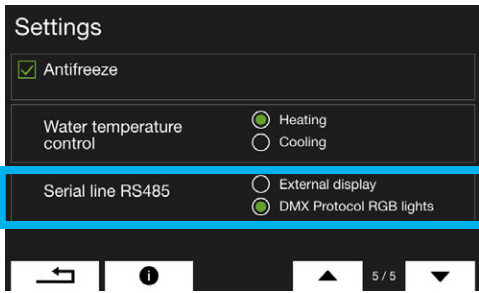 Settings
Antifreeze
Water temperature
control
Heating
Cooling
Serial line RS485
External display
DMX Protocol RGB lights
i
5/5